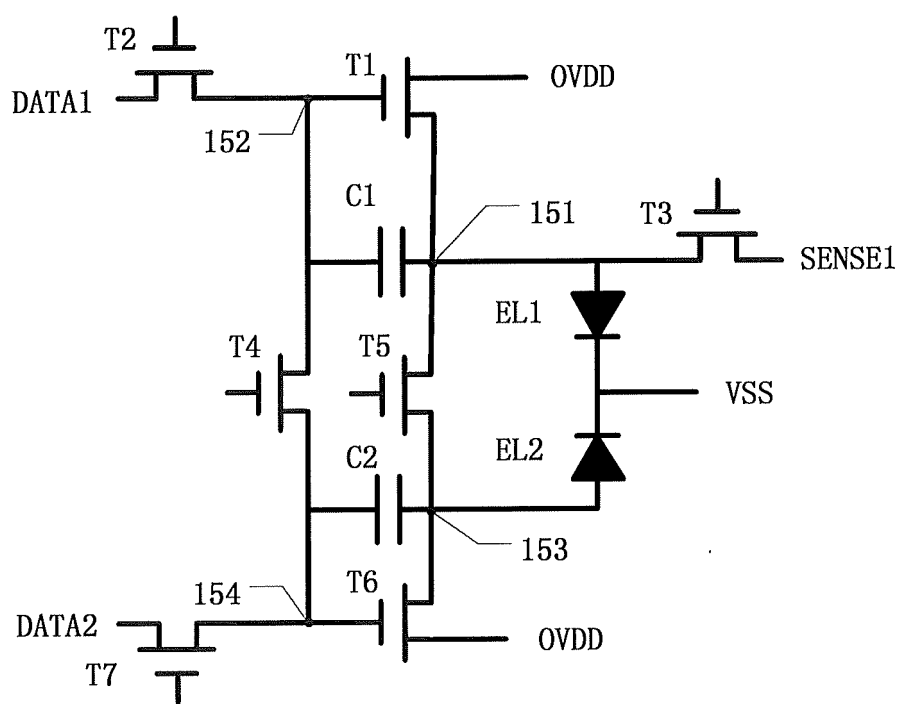 T2
T1
OVDD
DATA1
152
C1
151
T3
SENSE1
EL1
T4
T5
VSS
EL2
C2
153
154
T6
DATA2
OVDD
T7